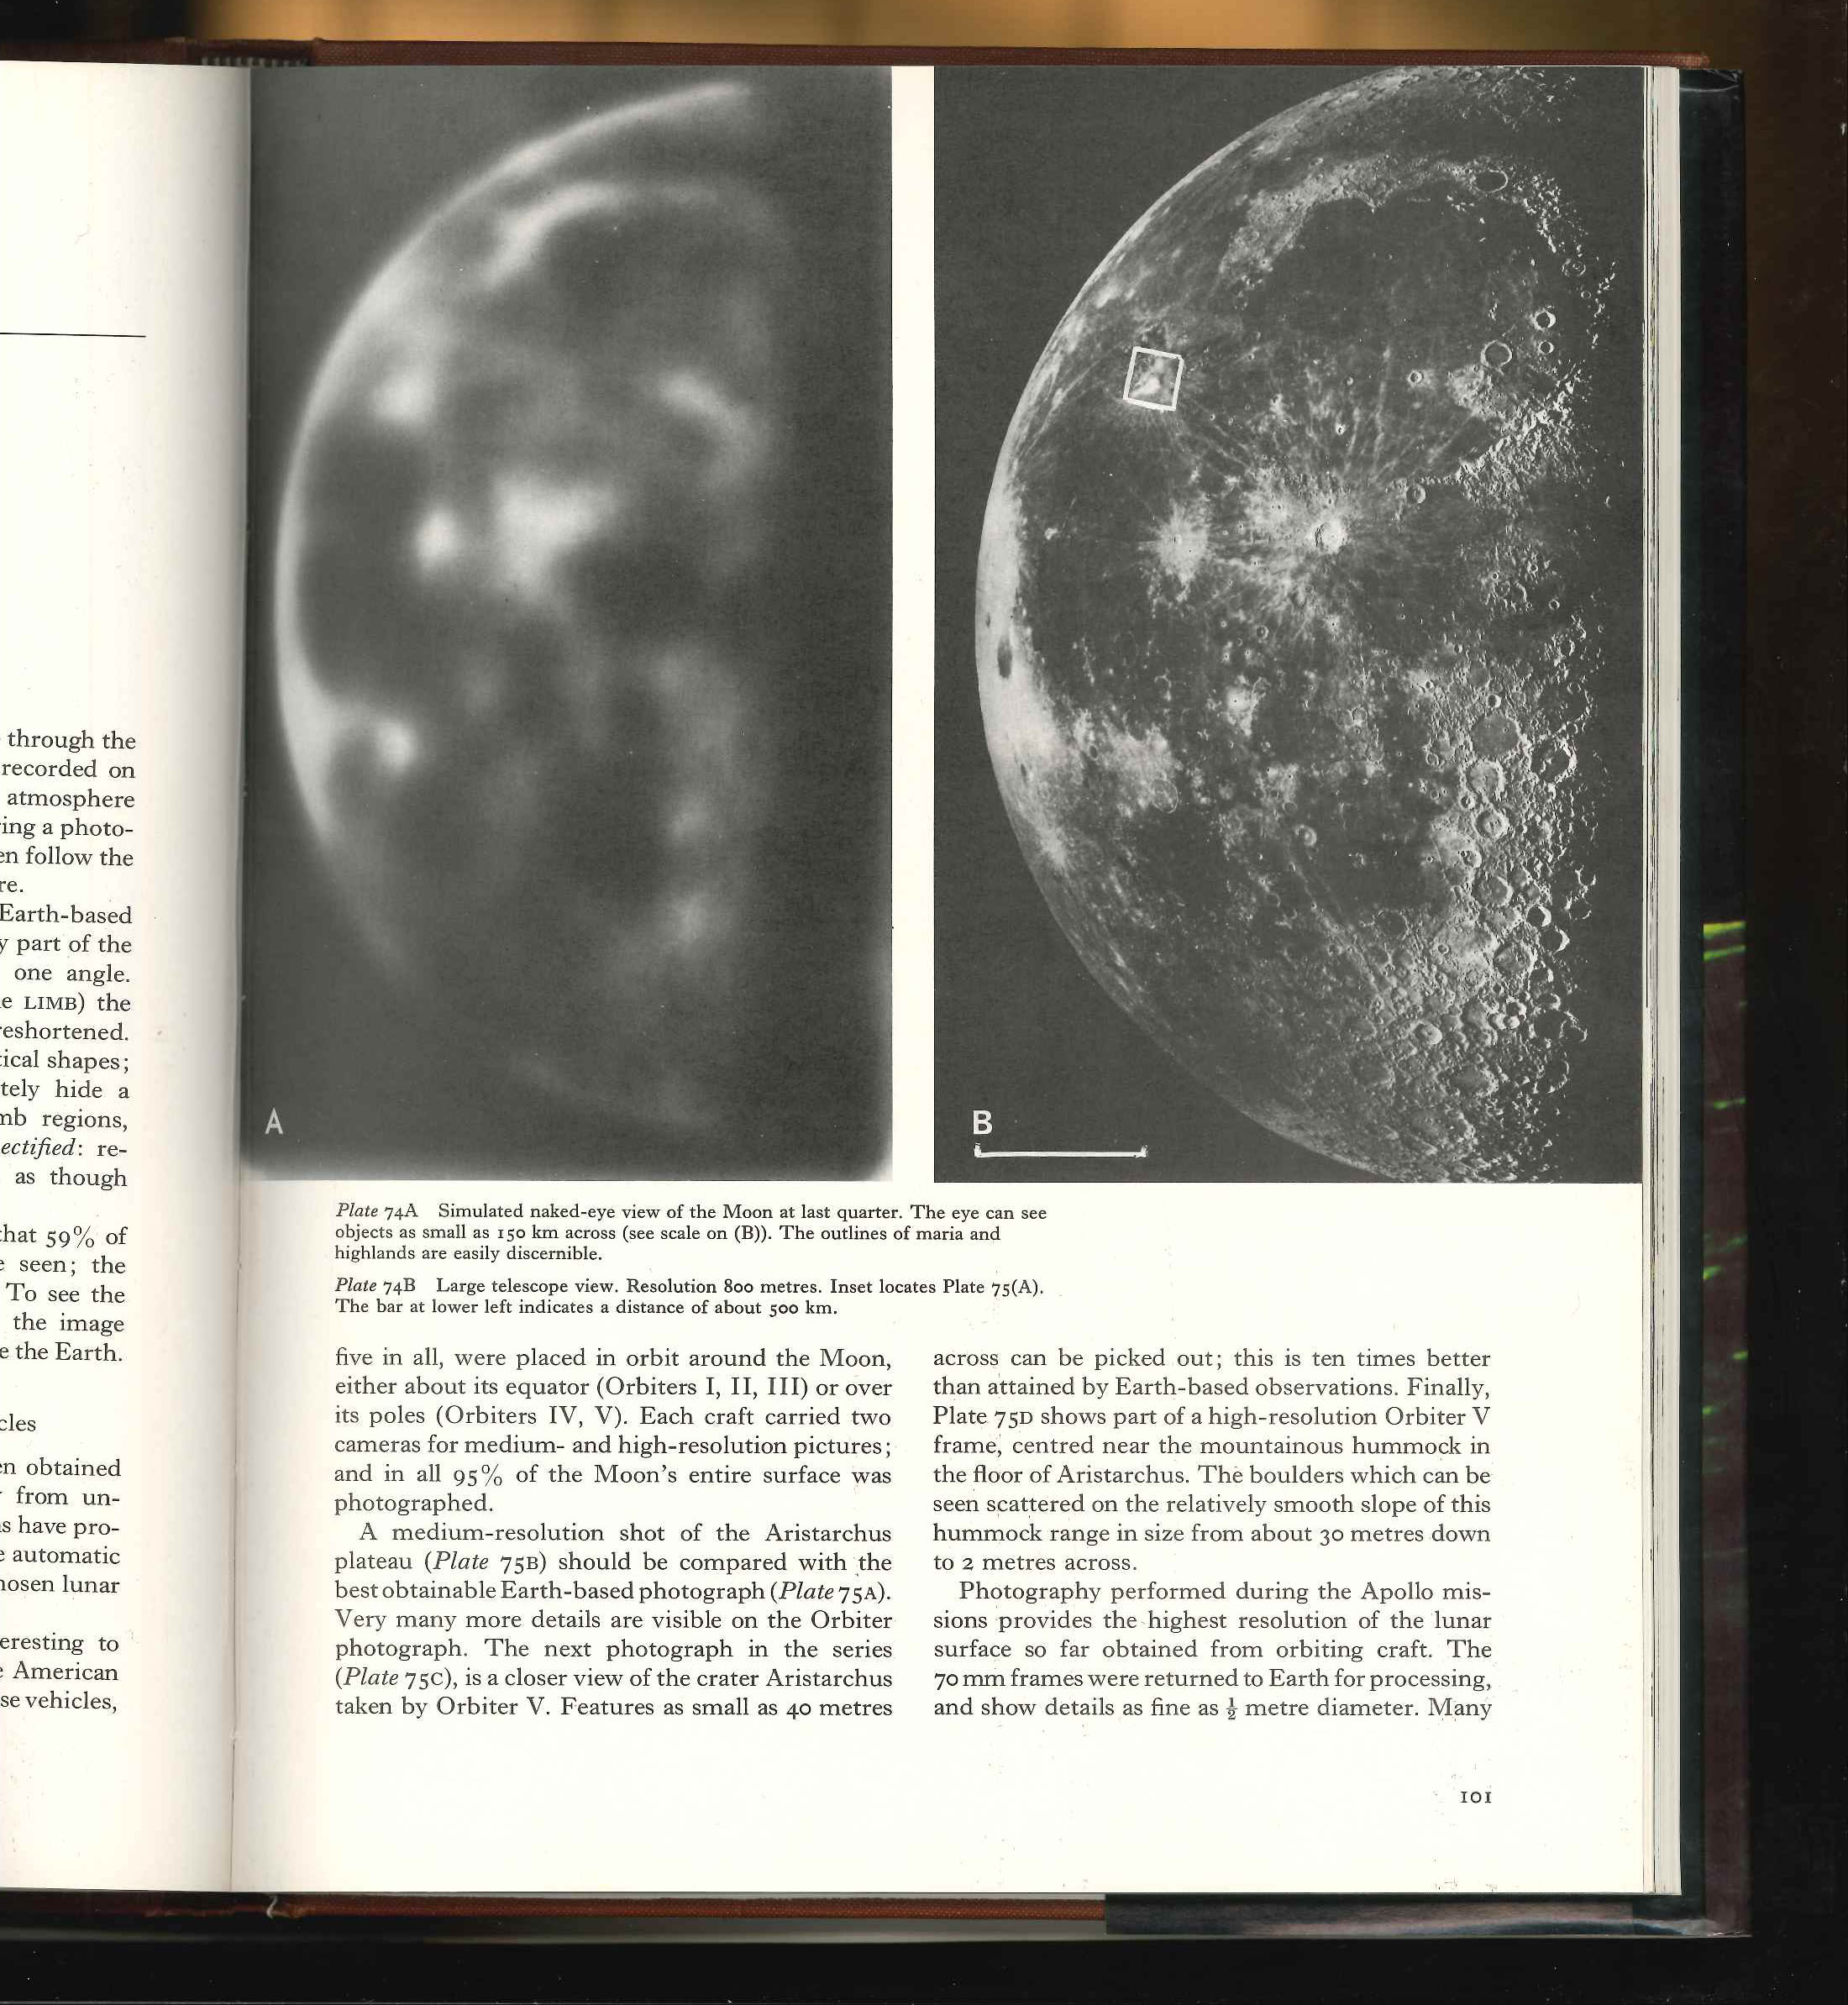 through the
recorded on
atmosphere
ing a photo-
en follow the
re.
Earth-based
y part of the
one angle.
e LIMB) the
reshortened.
tical shapes;
tely hide a
mb regions,
ectified: re-
as though
that 59% of
e seen; the
To see the
the image
e the Earth.
cles
en obtained
from un-
s have pro-
e automatic
hosen lunar
eresting to
e American
se vehicles,
A
B
Plate 74A Simulated naked-eye view of the Moon at last quarter. The eye can see
objects as small as 150 km across (see scale on (B)). The outlines of maria and
highlands are easily discernible.
Plate 74B Large telescope view. Resolution 800 metres. Inset locates Plate 75(A).
The bar at lower left indicates a distance of about 500 km.
five in all, were placed in orbit around the Moon,
either about its equator (Orbiters I, II, III) or over
its poles (Orbiters IV, V). Each craft carried two
cameras for medium- and high-resolution pictures;
and in all 95% of the Moon's entire surface was
photographed.
A medium-resolution shot of the Aristarchus
plateau (Plate 75B) should be compared with the
best obtainable Earth-based photograph (Plate 75A).
Very many more details are visible on the Orbiter
photograph. The next photograph in the series
(Plate 75C), is a closer view of the crater Aristarchus
taken by Orbiter V. Features as small as 40 metres
across can be picked out; this is ten times better
than attained by Earth-based observations. Finally,
Plate 75D shows part of a high-resolution Orbiter V
frame, centred near the mountainous hummock in
the floor of Aristarchus. The boulders which can be
seen scattered on the relatively smooth slope of this
hummock range in size from about 30 metres down
to 2 metres across.
Photography performed during the Apollo mis-
sions provides the highest resolution of the lunar
surface so far obtained from orbiting craft. The
70 mm frames were returned to Earth for processing,
and show details as fine as ½ metre diameter. Many
101